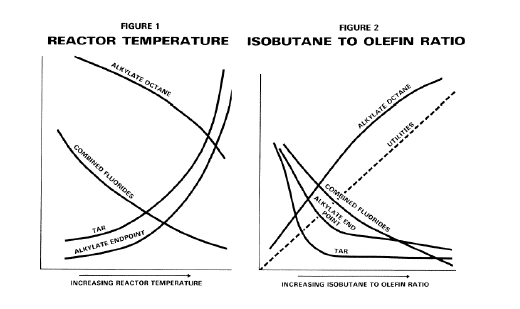 FIGURE 1
REACTOR TEMPERATURE
ALKYLATE OCTANE
COMBINED FLUORIDES
TAR
ALKYLATE ENDPOINT
INCREASING REACTOR TEMPERATURE
FIGURE 2
ISOBUTANE TO OLEFIN RATIO
ALKYLATE OCTANE
UTILITIES
COMBINED FLUORIDES
ALKYLATE END
POINT
TAR
INCREASING ISOBUTANE TO OLEFIN RATIO